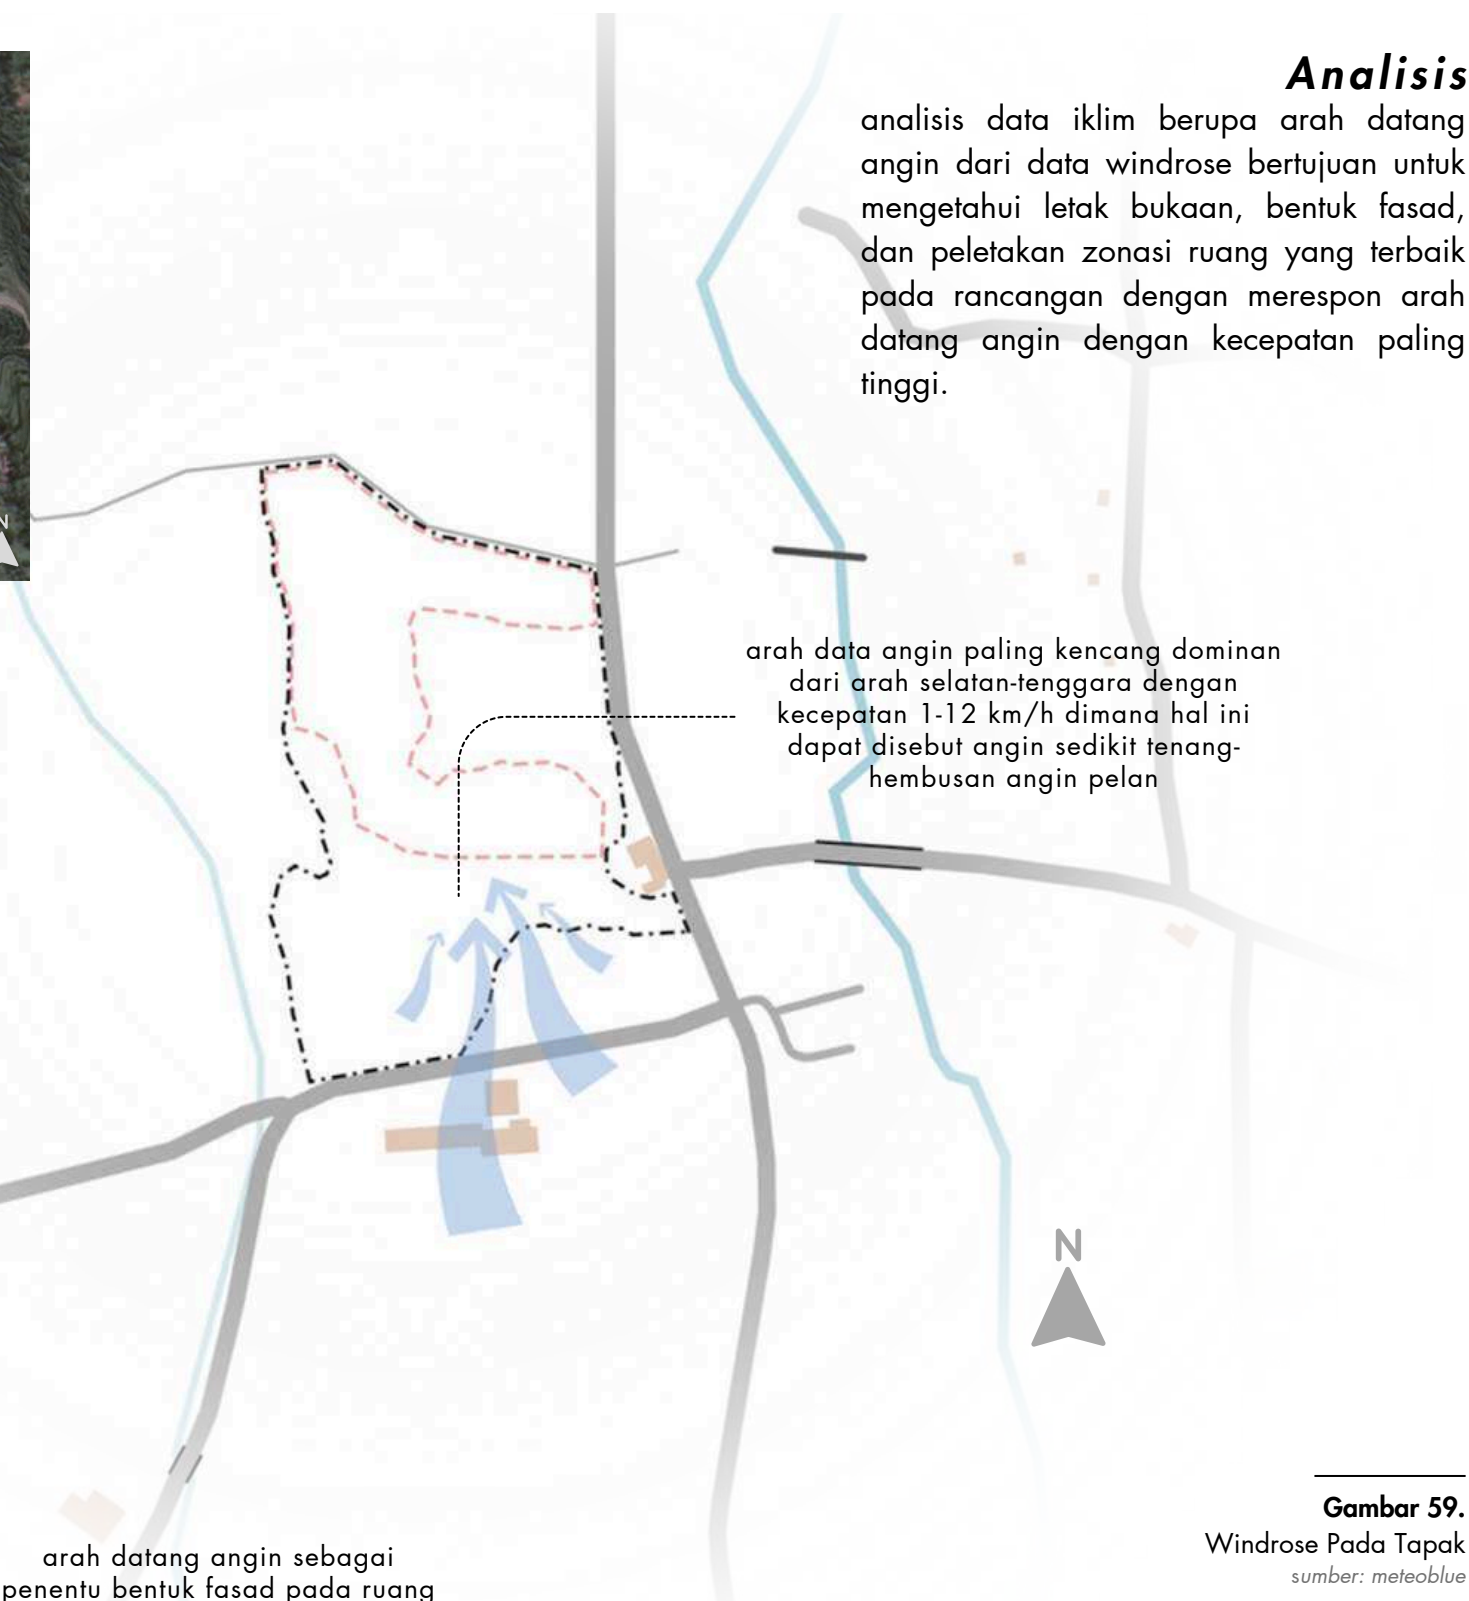 Analisis
analisis data iklim berupa arah datang
angin dari data windrose bertujuan untuk
mengetahui letak bukaan, bentuk fasad,
dan peletakan zonasi ruang yang terbaik
pada rancangan dengan merespon arah
datang angin dengan kecepatan paling
tinggi.
N
arah data angin paling kencang dominan
dari arah selatan-tenggara dengan
kecepatan 1-12 km/h dimana hal ini
dapat disebut angin sedikit tenang-
hembusan angin pelan
N
Gambar 59.
Windrose Pada Tapak
sumber: meteoblue
arah datang angin sebagai
penentu bentuk fasad pada ruang